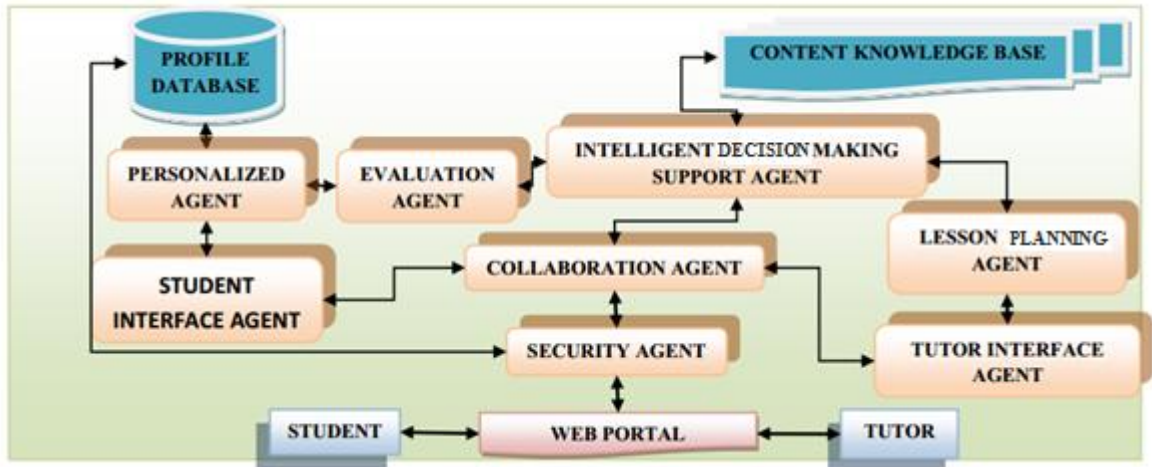 PROFILE
DATABASE
CONTENT KNOWLEDGE BASE
PERSONALIZED
AGENT
EVALUATION
AGENT
INTELLIGENT DECISION MAKING
SUPPORT AGENT
LESSON PLANNING
AGENT
STUDENT
INTERFACE AGENT
COLLABORATION AGENT
SECURITY AGENT
TUTOR INTERFACE
AGENT
STUDENT
WEB PORTAL
TUTOR